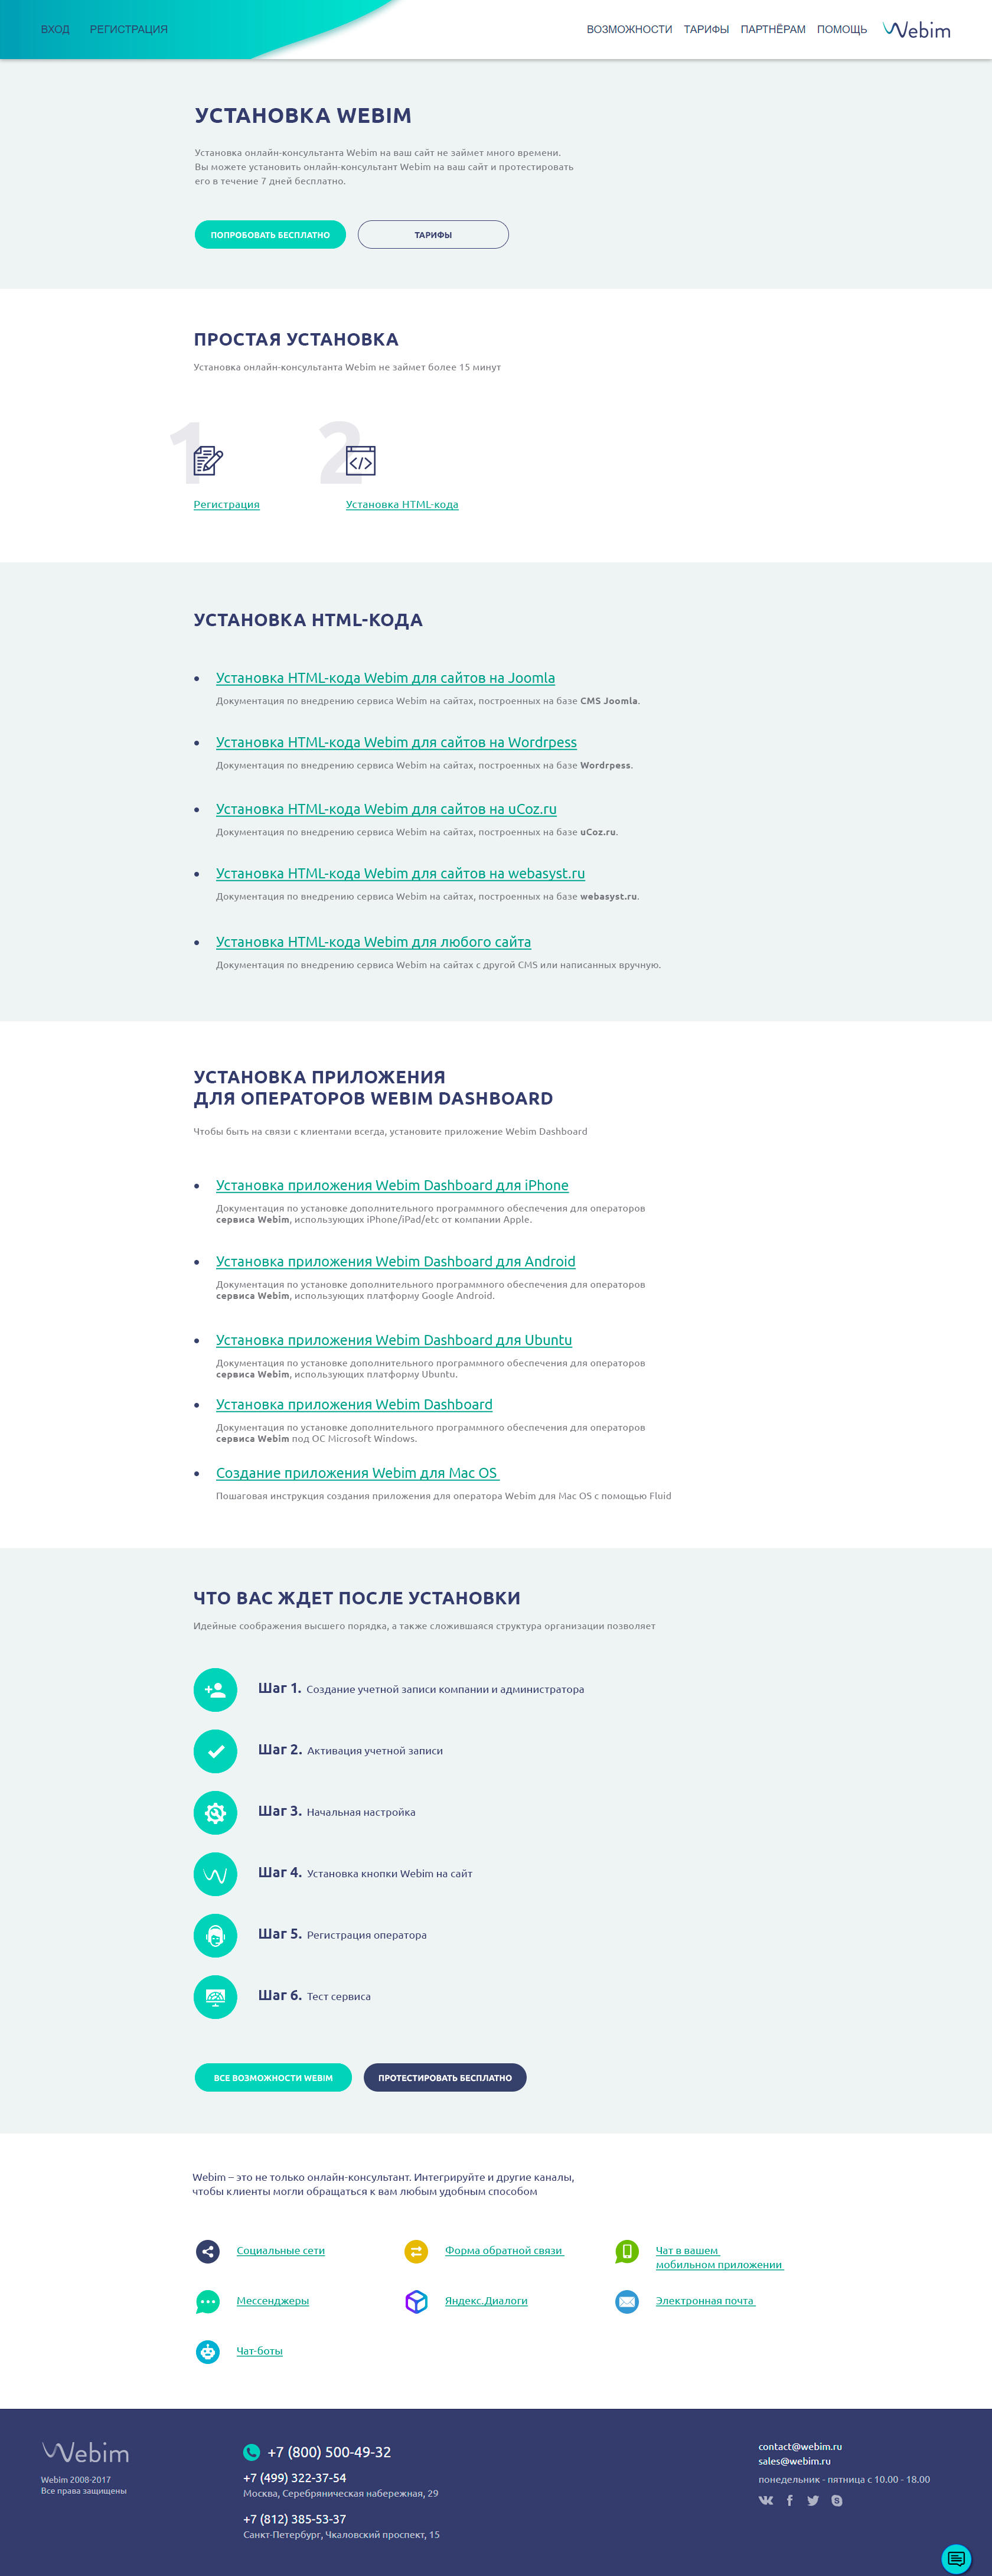 ВХОД РЕГИСТРАЦИЯ ВОЗМОЖНОСТИ ТАРИФЫ ПАРТНЁРАМ ПОМОЩЬ Webim
УСТАНОВКА WEBIM
Установка онлайн-консультанта Webim на ваш сайт не займет много времени.
Вы можете установить онлайн-консультант Webim на ваш сайт и протестировать
его в течение 7 дней бесплатно.
ПОПРОБОВАТЬ БЕСПЛАТНО ТАРИФЫ
ПРОСТАЯ УСТАНОВКА
Установка онлайн-консультанта Webim не займет более 15 минут
1 2
Регистрация Установка HTML-кода
УСТАНОВКА HTML-КОДА
Установка HTML-кода Webim для сайтов на Joomla
Документация по внедрению сервиса Webim на сайтах, построенных на базе CMS Joomla.
Установка HTML-кода Webim для сайтов на Wordrpess
Документация по внедрению сервиса Webim на сайтах, построенных на базе Wordrpess.
Установка HTML-кода Webim для сайтов на uCoz.ru
Документация по внедрению сервиса Webim на сайтах, построенных на базе uCoz.ru.
Установка HTML-кода Webim для сайтов на webasyst.ru
Документация по внедрению сервиса Webim на сайтах, построенных на базе webasyst.ru.
Установка HTML-кода Webim для любого сайта
Документация по внедрению сервиса Webim на сайтах с другой CMS или написанных вручную.
УСТАНОВКА ПРИЛОЖЕНИЯ
ДЛЯ ОПЕРАТОРОВ WEBIM DASHBOARD
Чтобы быть на связи с клиентами всегда, установите приложение Webim Dashboard
Установка приложения Webim Dashboard для iPhone
Документация по установке дополнительного программного обеспечения для операторов
сервиса Webim, использующих iPhone/iPad/etc от компании Apple.
Установка приложения Webim Dashboard для Android
Документация по установке дополнительного программного обеспечения для операторов
сервиса Webim, использующих платформу Google Android.
Установка приложения Webim Dashboard для Ubuntu
Документация по установке дополнительного программного обеспечения для операторов
сервиса Webim, использующих платформу Ubuntu.
Установка приложения Webim Dashboard
Документация по установке дополнительного программного обеспечения для операторов
сервиса Webim под ОС Microsoft Windows.
Создание приложения Webim для Mac OS
Пошаговая инструкция создания приложения для оператора Webim для Mac OS с помощью Fluid
ЧТО ВАС ЖДЕТ ПОСЛЕ УСТАНОВКИ
Идейные соображения высшего порядка, а также сложившаяся структура организации позволяет
Шаг 1. Создание учетной записи компании и администратора
Шаг 2. Активация учетной записи
Шаг 3. Начальная настройка
Шаг 4. Установка кнопки Webim на сайт
Шаг 5. Регистрация оператора
Шаг 6. Тест сервиса
ВСЕ ВОЗМОЖНОСТИ WEBIM ПРОТЕСТИРОВАТЬ БЕСПЛАТНО
Webim – это не только онлайн-консультант. Интегрируйте и другие каналы,
чтобы клиенты могли обращаться к вам любым удобным способом
Социальные сети Форма обратной связи Чат в вашем
мобильном приложении
Мессенджеры Яндекс.Диалоги Электронная почта
Чат-боты
Webim
Webim 2008-2017
Все права защищены
+7 (800) 500-49-32
+7 (499) 322-37-54
Москва, Серебряническая набережная, 29
+7 (812) 385-53-37
Санкт-Петербург, Чкаловский проспект, 15
contact@webim.ru
sales@webim.ru
понедельник - пятница с 10.00 - 18.00